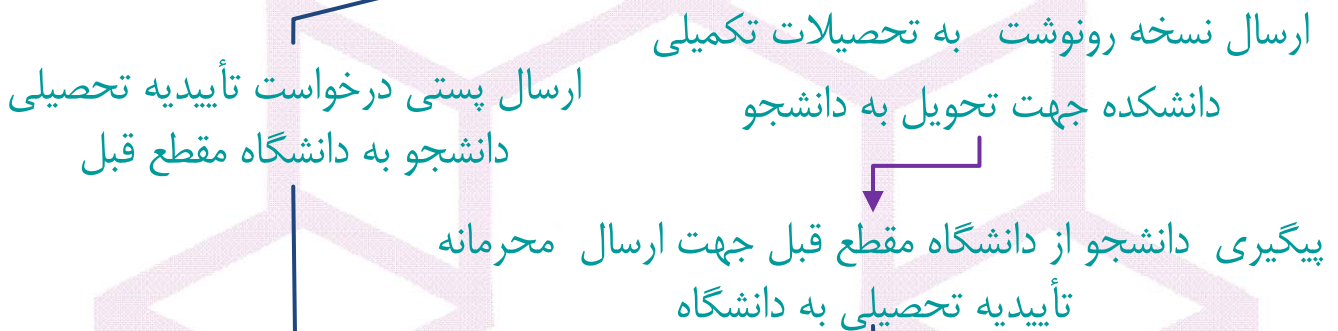 ارسال نسخه رونوشت به تحصیلات تکمیلی
دانشکده جهت تحویل به دانشجو
ارسال پستی درخواست تأییدیه تحصیلی
دانشجو به دانشگاه مقطع قبل
پیگیری دانشجو از دانشگاه مقطع قبل جهت ارسال محرمانه
تأییدیه تحصیلی به دانشگاه